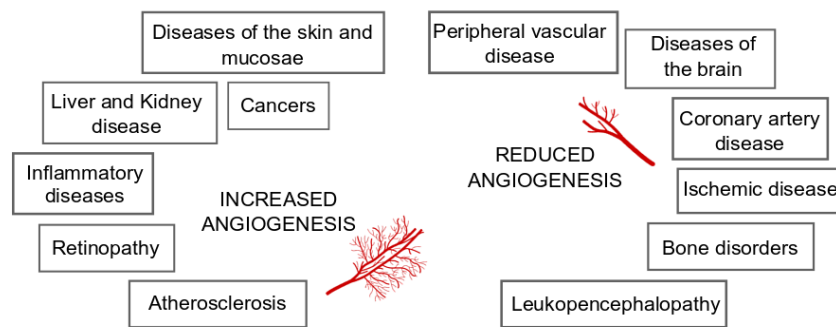 Diseases of the skin and
mucosae
Liver and Kidney
disease
Cancers
Inflammatory
diseases
INCREASED
ANGIOGENESIS
Retinopathy
Atherosclerosis
Peripheral vascular
disease
Diseases of
the brain
Coronary artery
disease
REDUCED
ANGIOGENESIS
Ischemic disease
Bone disorders
Leukopencephalopathy